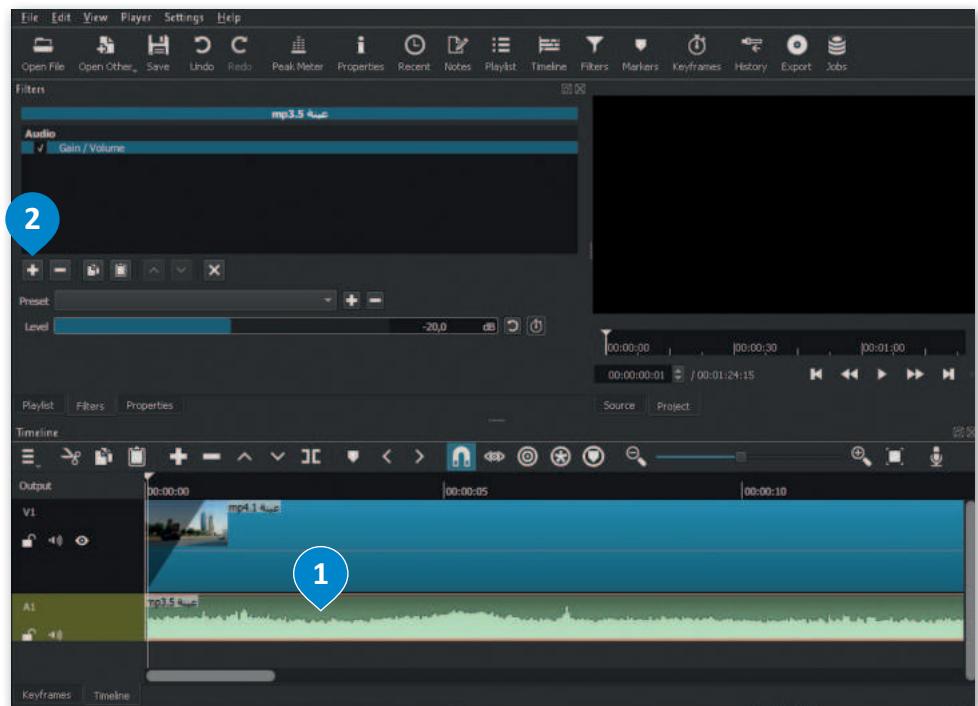 File Edit View Player Settings Help
Open File Open Other... Save Undo Redo Peak Meter Properties Recent Notes Playlist Timeline Filters Markers Keyframes History Export Jobs
Filters
عينة 5.mp3
Audio
Gain / Volume
2
Preset
Level -20,0 dB
00:00:00 00:00:30 00:01:00
00:00:00:01 / 00:01:24:15
Playlist Filters Properties
Source Project
Timeline
Output 00:00:00 00:00:05 00:00:10
V1 عينة 1.mp4
1
A1 عينة 5.mp3
Keyframes Timeline